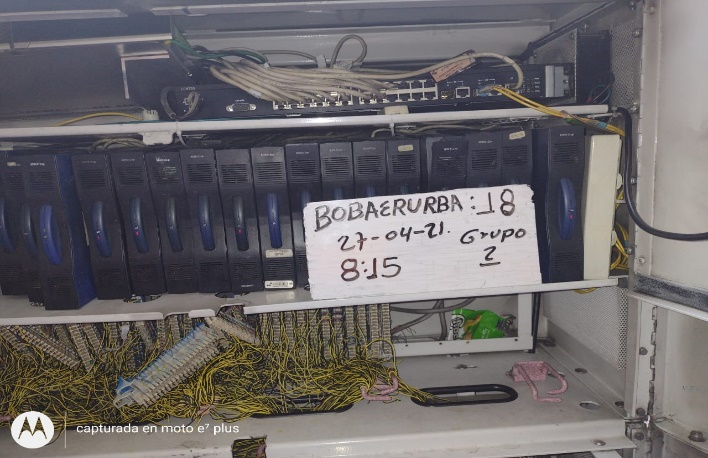 BOBAERURBA: 18
27-04-21. Grupo
8:15 2
capturada en moto e⁷ plus